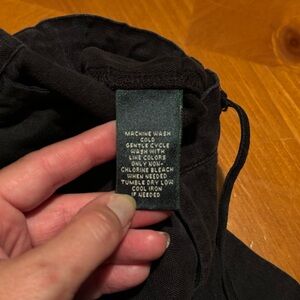 MACHINE WASH
COLD
GENTLE CYCLE
WASH WITH
LIKE COLORS
ONLY NON-
CHLORINE BLEACH
WHEN NEEDED
TUMBLE DRY LOW
COOL IRON
IF NEEDED